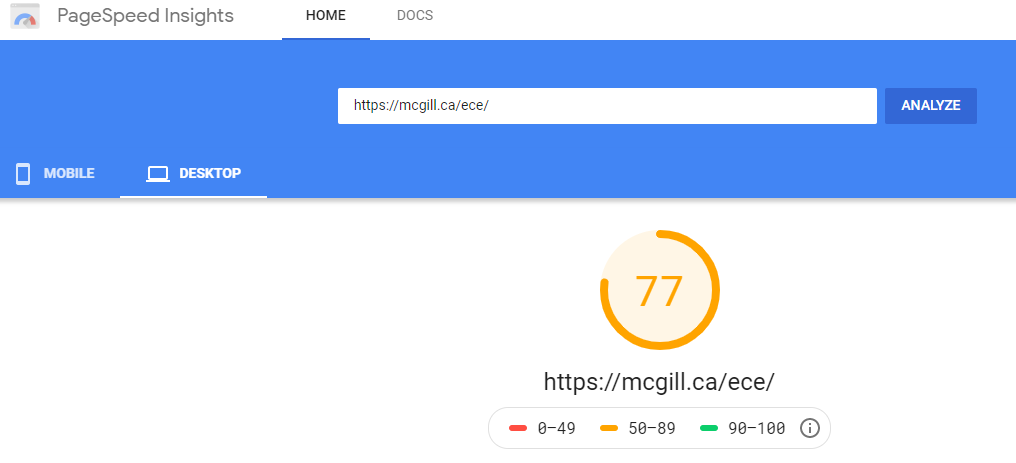 PageSpeed Insights HOME DOCS
https://mcgill.ca/ece/ ANALYZE
MOBILE DESKTOP
77
https://mcgill.ca/ece/
0–49 50–89 90–100